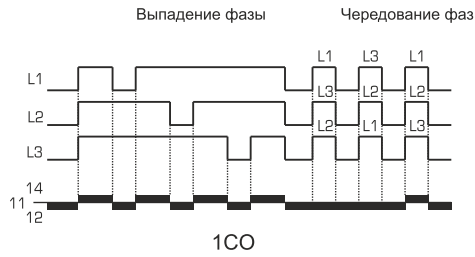 Выпадение фазы Чередование фаз
L1 L3 L1
L1
L3 L2 L2
L2
L2 L1 L3
L3
14
11
12
1CO